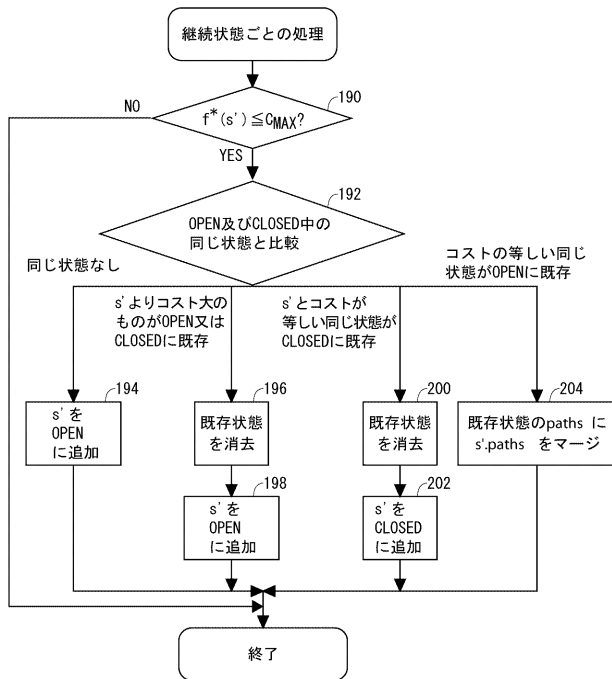 継続状態ごとの処理
190
NO
f*(s')≦CMAX?
YES
192
OPEN及びCLOSED中の
同じ状態と比較
同じ状態なし
s'よりコスト大の
ものがOPEN又は
CLOSEDに既存
s'とコストが
等しい同じ状態が
CLOSEDに既存
コストの等しい同じ
状態がOPENに既存
194
s'を
OPEN
に追加
196
既存状態
を消去
198
s'を
OPEN
に追加
200
既存状態
を消去
202
s'を
CLOSED
に追加
204
既存状態のpaths に
s'.paths をマージ
終了